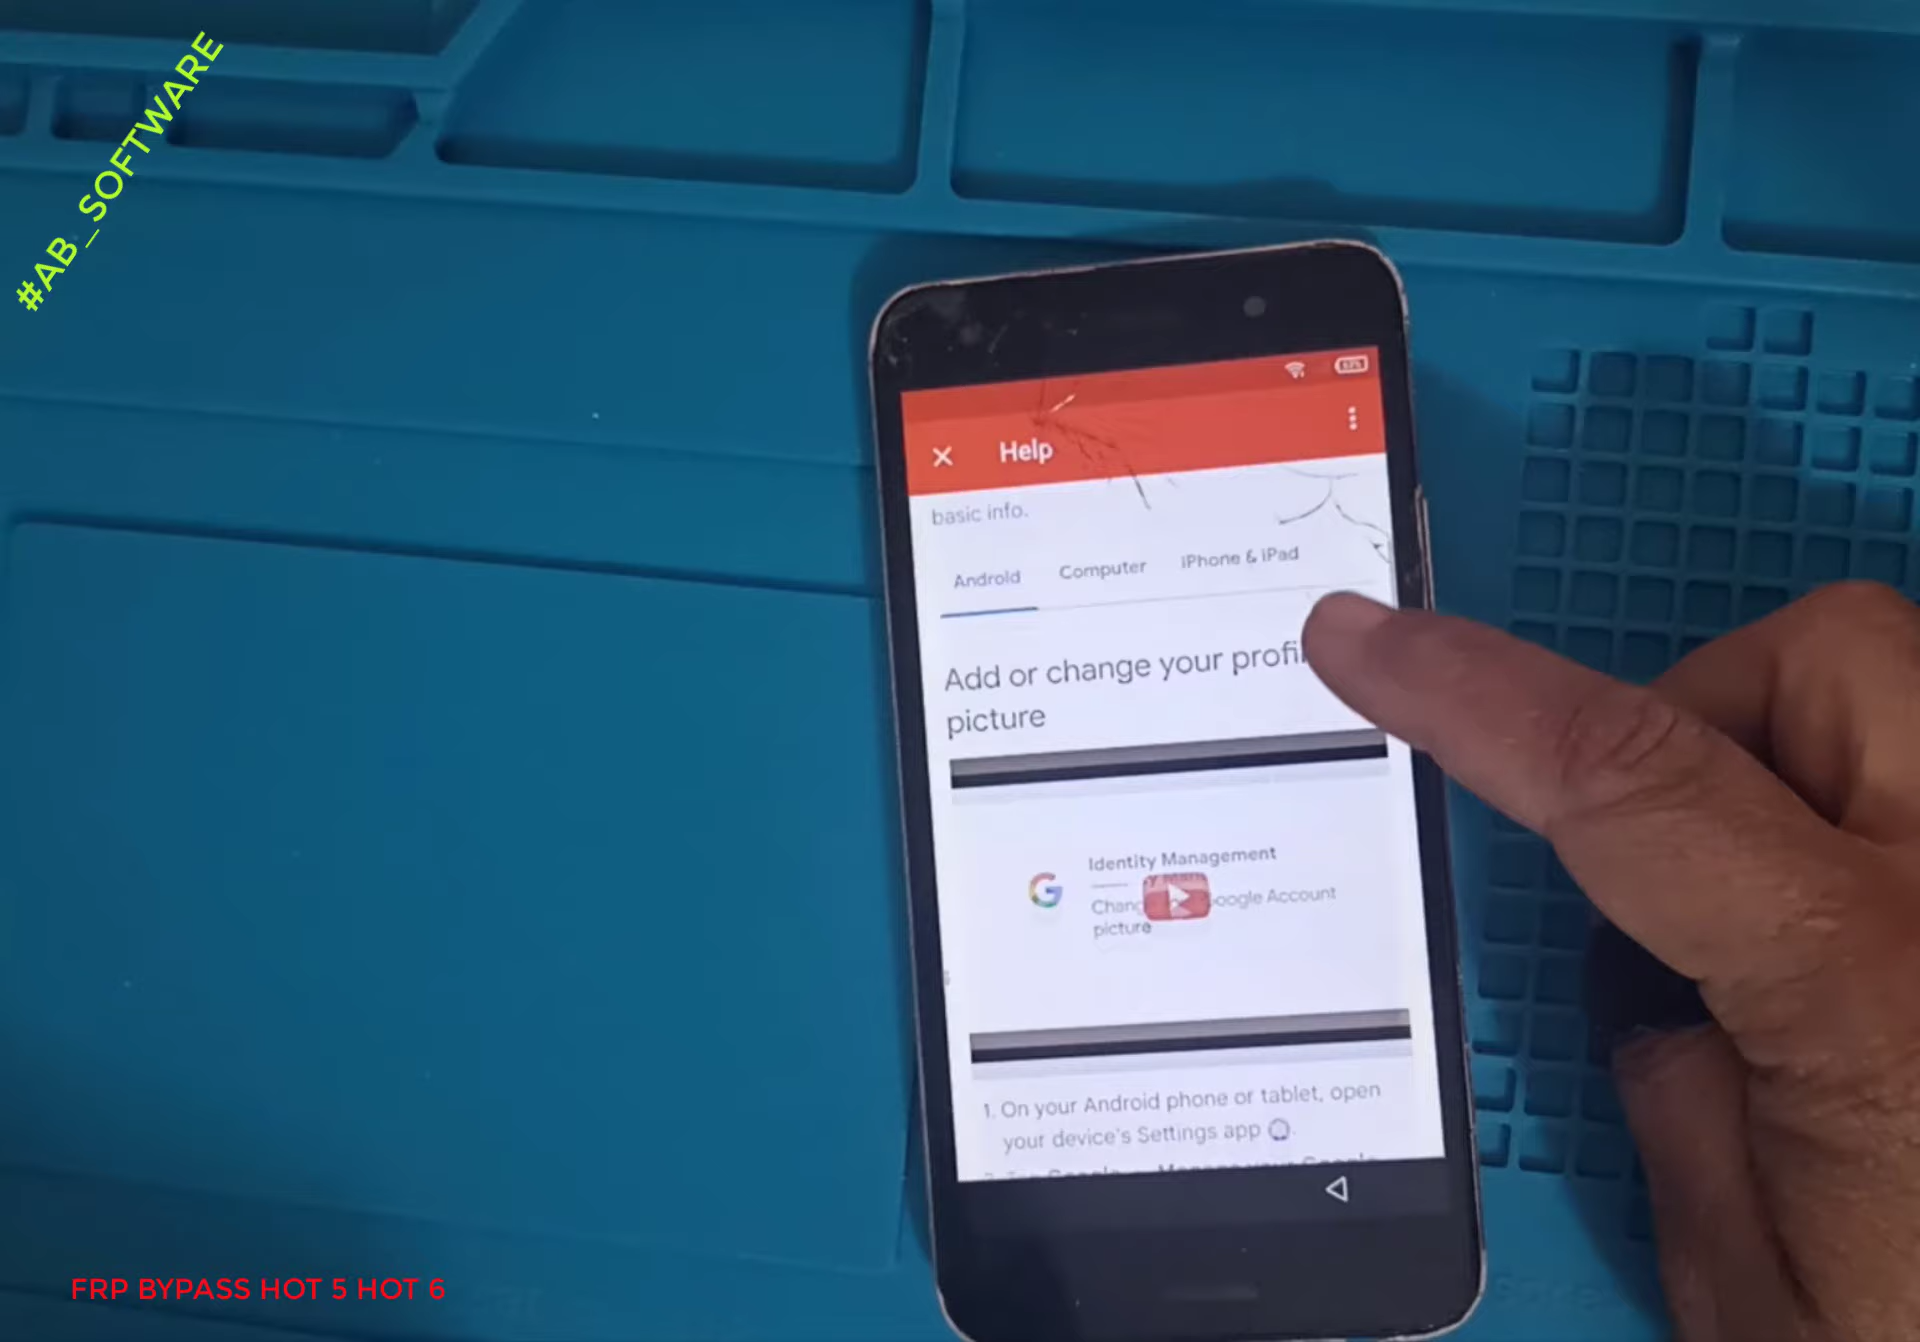 #AB_SOFTWARE
Help
basic info.
Android
Computer
iPhone & iPad
Add or change your profi
picture
Identity Management
Chang
oogle Account
picture
1. On your Android phone or tablet, open
your device's Settings app
FRP BYPASS HOT 5 HOT 6